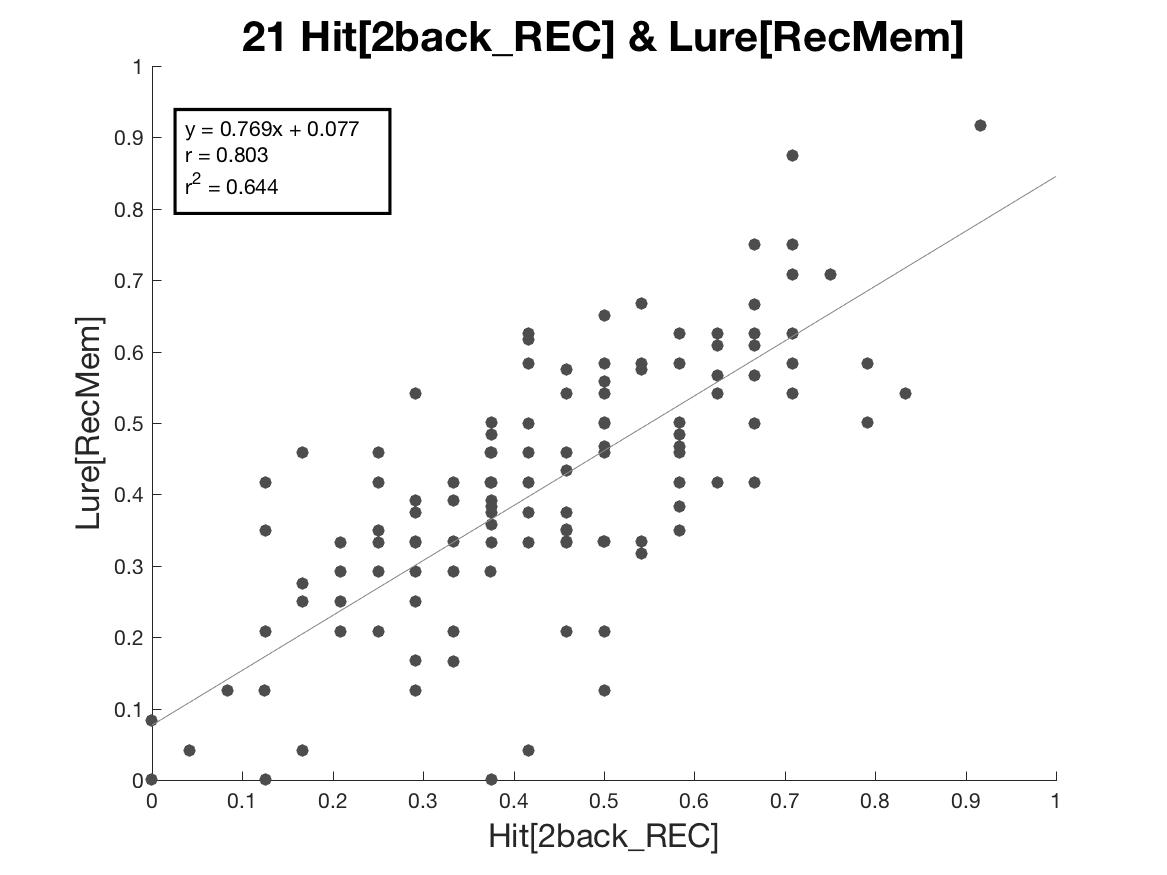 21 Hit[2back_REC] & Lure[RecMem]
y = 0.769x + 0.077
r = 0.803
r² = 0.644
Lure[RecMem]
1
0.9
0.8
0.7
0.6
0.5
0.4
0.3
0.2
0.1
0
0 0.1 0.2 0.3 0.4 0.5 0.6 0.7 0.8 0.9 1
Hit[2back_REC]